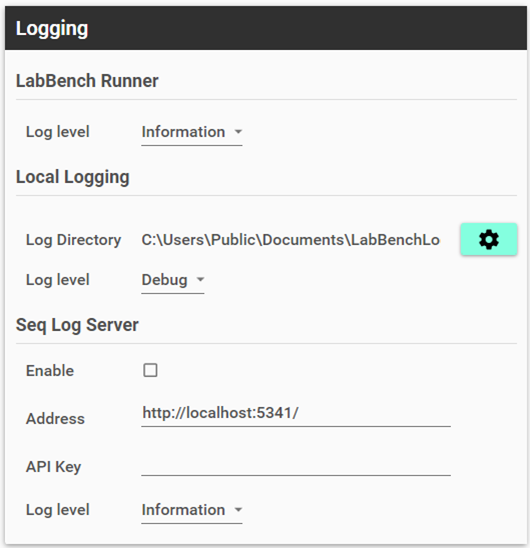 Logging
LabBench Runner
Log level Information
Local Logging
Log Directory C:\Users\Public\Documents\LabBenchLo
Log level Debug
Seq Log Server
Enable
Address http://localhost:5341/
API Key
Log level Information